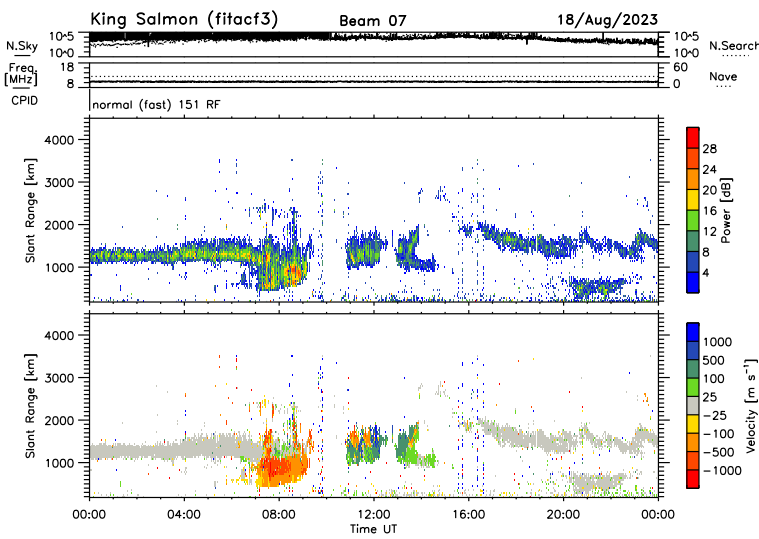 King Salmon (fitacf3) Beam 07 18/Aug/2023
N.Sky 10^5 10^0 10^5 10^0 N.Search
Freq. [MHz] 18 8 60 0 Nave
CPID normal (fast) 151 RF
Slant Range [km] 4000 3000 2000 1000
Power [dB] 28 24 20 16 12 8 4
Slant Range [km] 4000 3000 2000 1000
Velocity [m s⁻¹] 1000 500 100 25 −25 −100 −500 −1000
00:00 04:00 08:00 12:00 16:00 20:00 00:00
Time UT